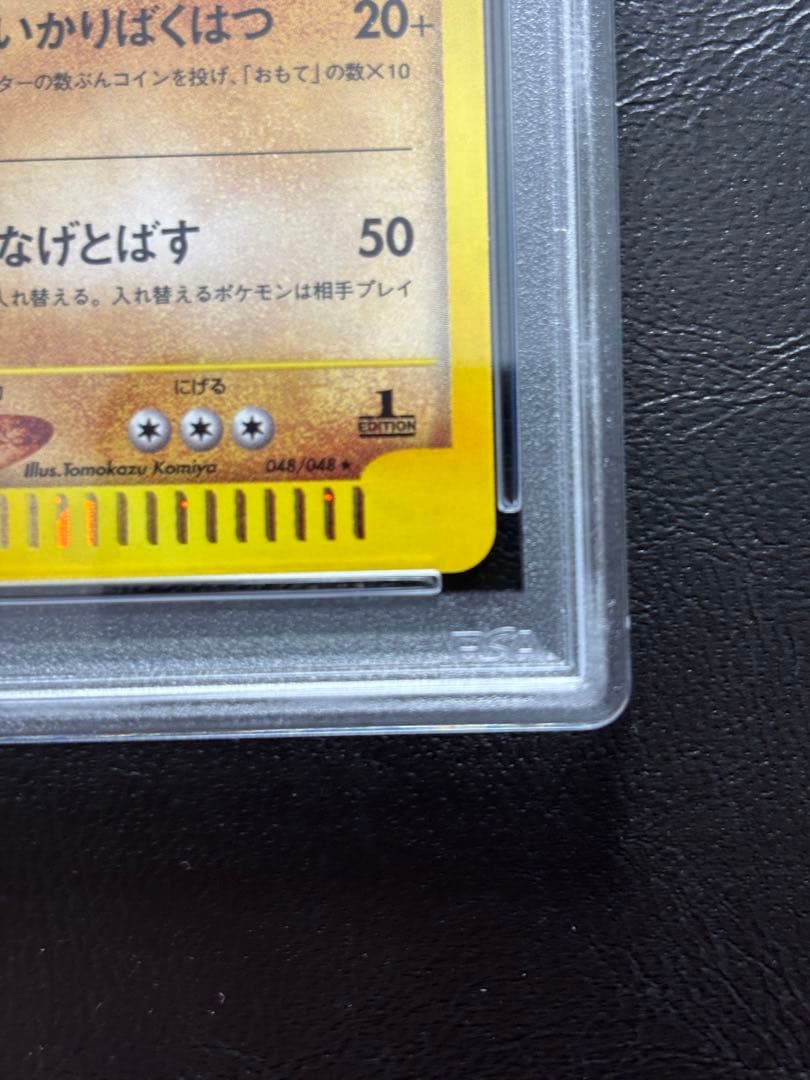 いかりばくはつ 20+
ターの数ぶんコインを投げ、「おもて」の数×10
なげとばす 50
入れ替える。入れ替えるポケモンは相手プレイ
にげる
1
EDITION
Illus. Tomokazu Komiya 048/048 ★
PSA